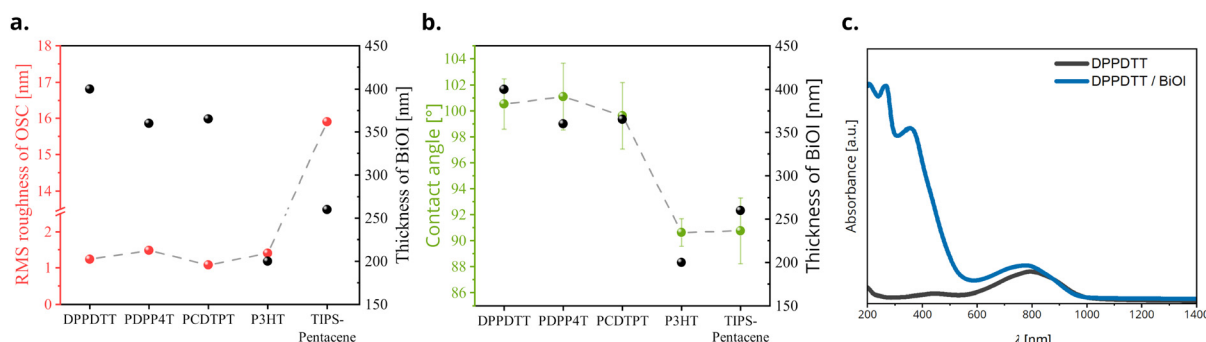 a.
RMS roughness of OSC [nm]
18
17
16
15
14
2
1
0
450
400
350
300
250
200
150
Thickness of BiOI [nm]
DPPDTT
PDPP4T
PCDTPT
P3HT
TIPS-
Pentacene
b.
Contact angle [°]
104
102
100
98
96
94
92
90
88
86
450
400
350
300
250
200
150
Thickness of BiOI [nm]
DPPDTT
PDPP4T
PCDTPT
P3HT
TIPS-
Pentacene
c.
Absorbance [a.u.]
DPPDTT
DPPDTT / BiOI
200
400
600
800
1000
1200
1400
λ [nm]